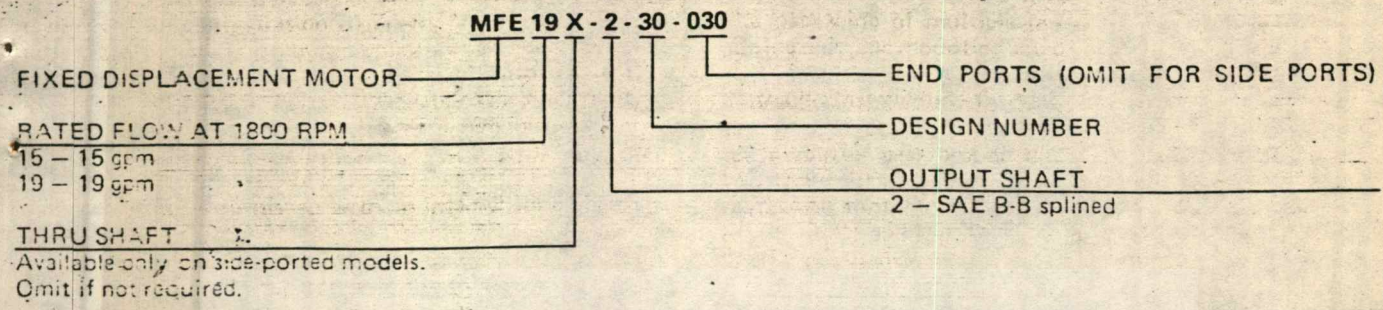 MFE 19 X - 2 - 30 - 030
FIXED DISPLACEMENT MOTOR
RATED FLOW AT 1800 RPM
15 — 15 gpm
19 — 19 gpm
THRU SHAFT
Available only on side-ported models.
Omit if not required.
END PORTS (OMIT FOR SIDE PORTS)
DESIGN NUMBER
OUTPUT SHAFT
2 — SAE B-B splined